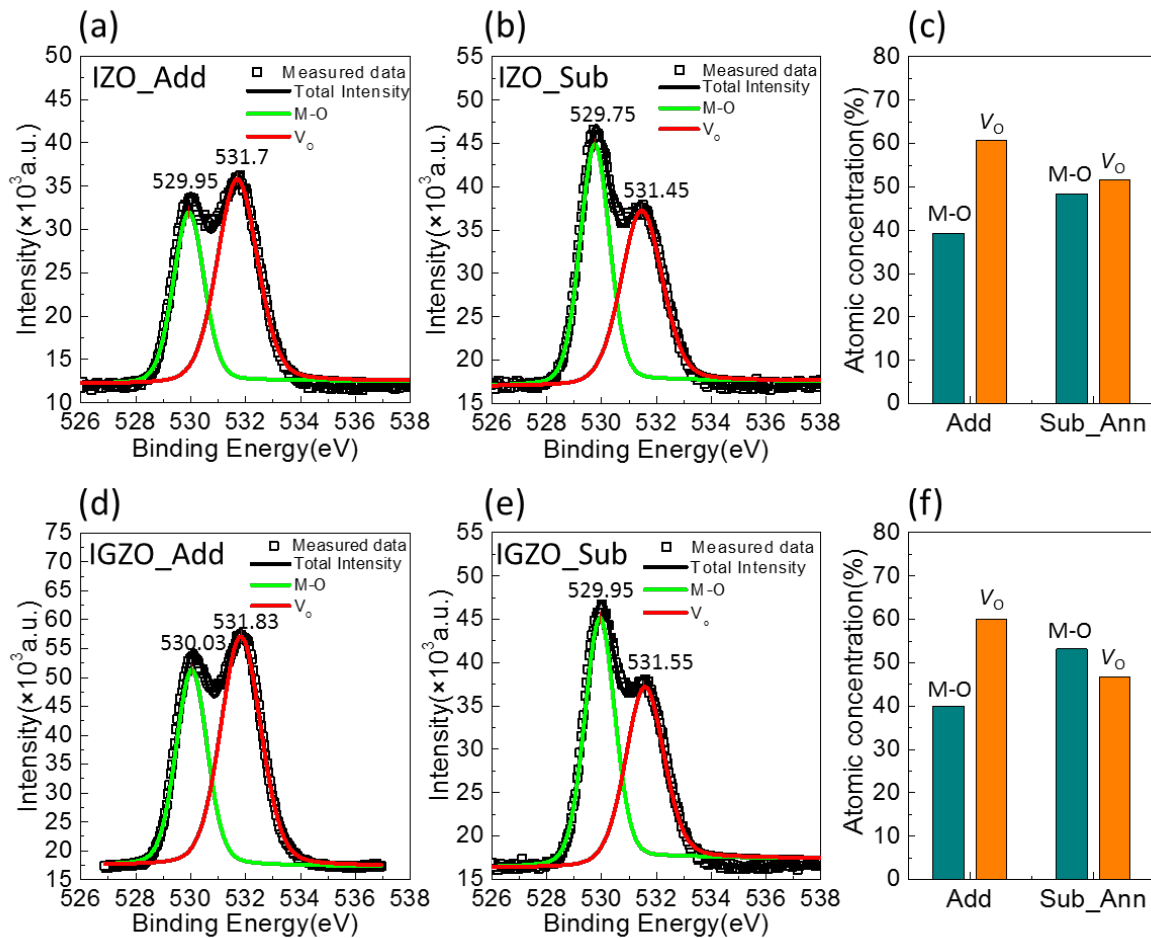 (a)
IZO_Add
Measured data
Total Intensity
M-O
Vo
529.95
531.7
50
45
40
35
30
25
20
15
10
Intensity(×10³a.u.)
526 528 530 532 534 536 538
Binding Energy(eV)
(b)
IZO_Sub
Measured data
Total Intensity
M-O
Vo
529.75
531.45
55
50
45
40
35
30
25
20
15
Intensity(×10³a.u.)
526 528 530 532 534 536 538
Binding Energy(eV)
(c)
80
70
60
50
40
30
20
10
0
Atomic concentration(%)
M-O
VO
M-O
VO
Add Sub_Ann
(d)
IGZO_Add
Measured data
Total Intensity
M-O
Vo
530.03
531.83
75
70
65
60
55
50
45
40
35
30
25
20
15
Intensity(×10³a.u.)
526 528 530 532 534 536 538
Binding Energy(eV)
(e)
IGZO_Sub
Measured data
Total Intensity
M-O
Vo
529.95
531.55
55
50
45
40
35
30
25
20
15
Intensity(×10³a.u.)
526 528 530 532 534 536 538
Binding Energy(eV)
(f)
80
70
60
50
40
30
20
10
0
Atomic concentration(%)
M-O
VO
M-O
VO
Add Sub_Ann